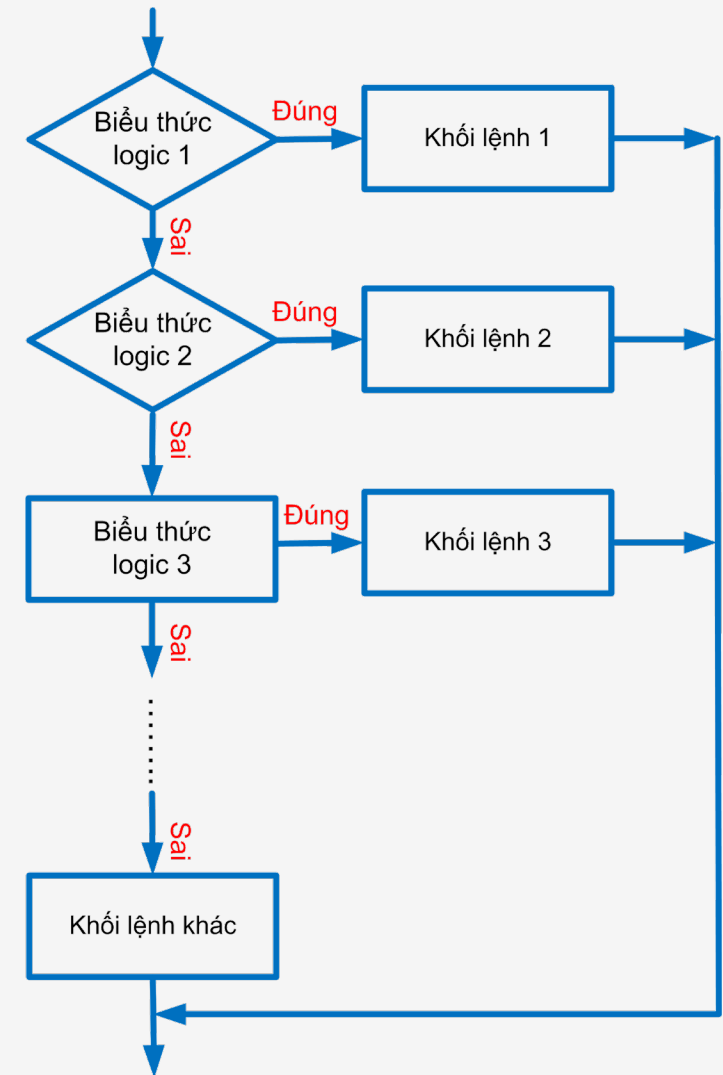 Biểu thức
logic 1
Đúng
Khối lệnh 1
Sai
Biểu thức
logic 2
Đúng
Khối lệnh 2
Sai
Biểu thức
logic 3
Đúng
Khối lệnh 3
Sai
........
Sai
Khối lệnh khác